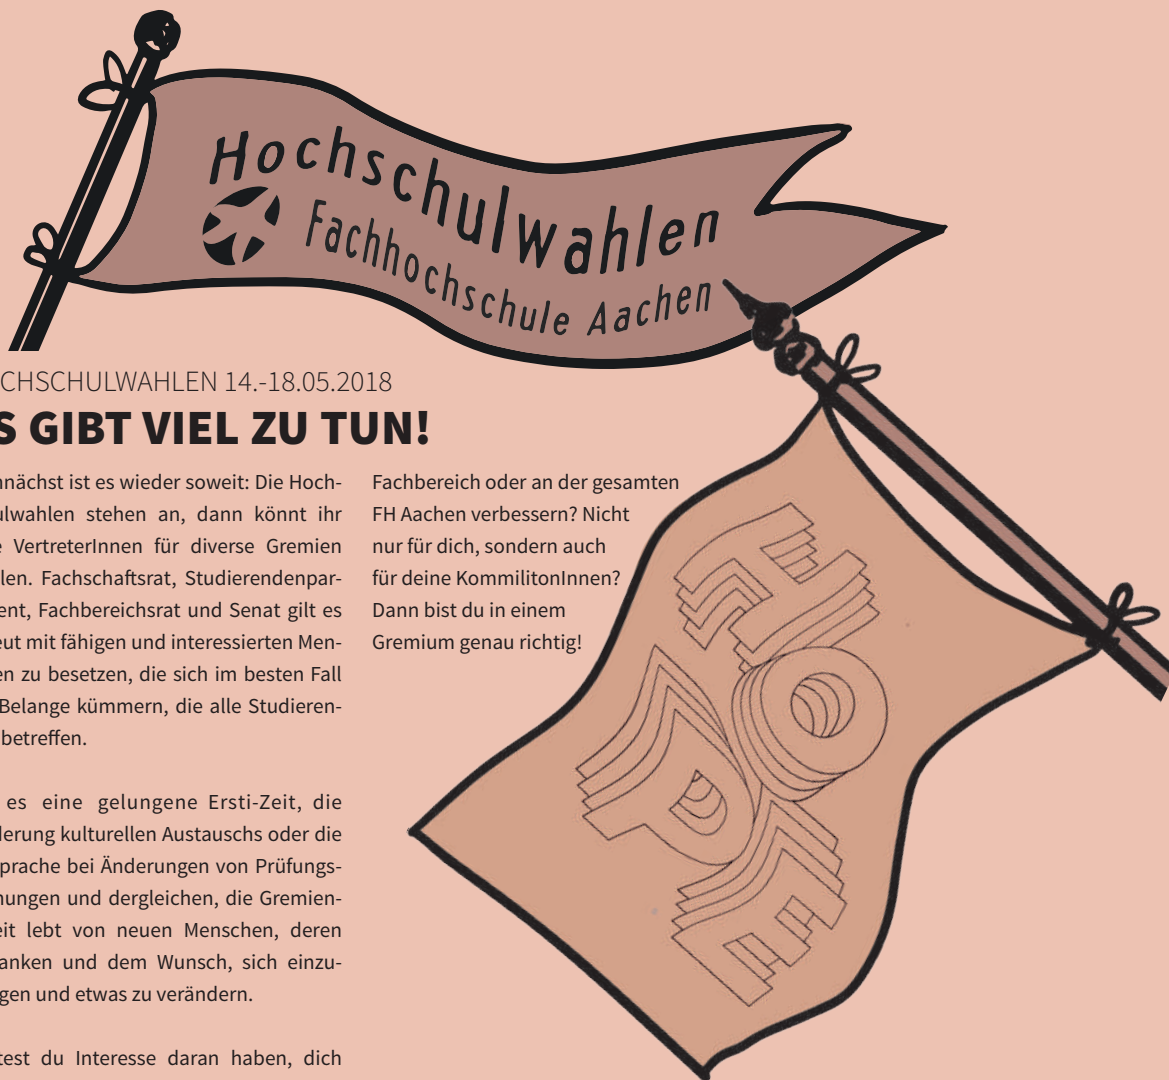 Hochschulwahlen
Fachhochschule Aachen
CHSCHULWAHLEN 14.-18.05.2018
S GIBT VIEL ZU TUN!
nnächst ist es wieder soweit: Die Hoch-
ulwahlen stehen an, dann könnt ihr
e VertreterInnen für diverse Gremien
len. Fachschaftsrat, Studierendenpar-
ent, Fachbereichsrat und Senat gilt es
eut mit fähigen und interessierten Men-
en zu besetzen, die sich im besten Fall
Belange kümmern, die alle Studieren-
betreffen.
es eine gelungene Ersti-Zeit, die
derung kulturellen Austauschs oder die
prache bei Änderungen von Prüfungs-
nungen und dergleichen, die Gremien-
eit lebt von neuen Menschen, deren
anken und dem Wunsch, sich einzu-
gen und etwas zu verändern.
test du Interesse daran haben, dich
Fachbereich oder an der gesamten
FH Aachen verbessern? Nicht
nur für dich, sondern auch
für deine KommilitonInnen?
Dann bist du in einem
Gremium genau richtig!
HOPE